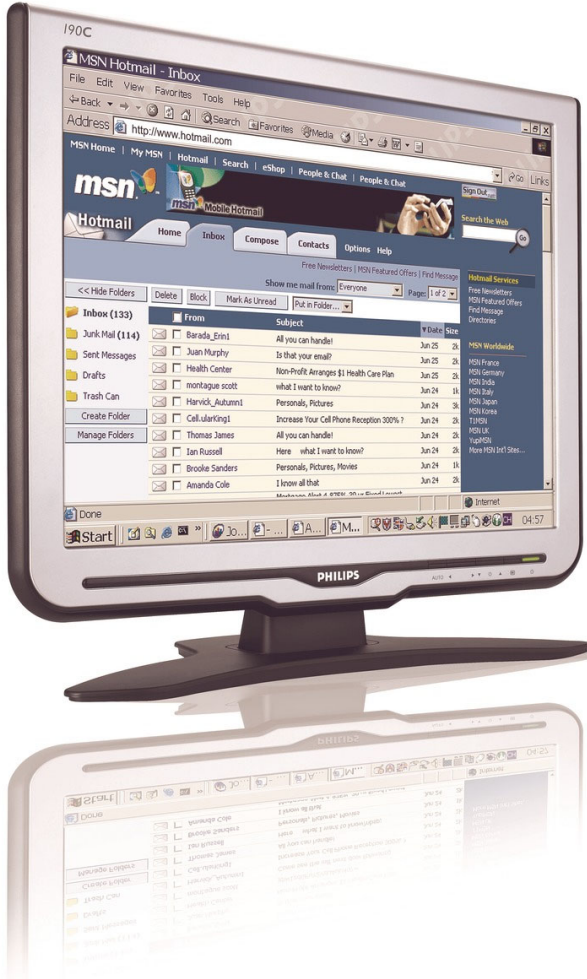 190C
MSN Hotmail - Inbox
File Edit View Favorites Tools Help
Back Search Favorites Media
Address http://www.hotmail.com Go Links
MSN Home | My MSN | Hotmail | Search | eShop | People & Chat | People & Chat
Sign Out
msn
msn Mobile Hotmail
Search the Web
Go
Hotmail
Home Inbox Compose Contacts Options Help
Free Newsletters | MSN Featured Offers | Find Message
Show me mail from: Everyone Page: 1 of 2
<< Hide Folders Delete Block Mark As Unread Put in Folder...
From Subject Date Size
Inbox (133)
Junk Mail (114)
Sent Messages
Drafts
Trash Can
Create Folder
Manage Folders
Barada_Erin1 All you can handle! Jun 25 2k
Juan Murphy Is that your email? Jun 25 2k
Health Center Non-Profit Arranges $1 Health Care Plan Jun 25 2k
montague scott what I want to know? Jun 24 1k
Harvick_Autumn1 Personals, Pictures Jun 24 3k
Cell.ularKing1 Increase Your Cell Phone Reception 300% ? Jun 24 2k
Thomas James All you can handle! Jun 24 2k
Ian Russell Here what I want to know? Jun 24 2k
Brooke Sanders Personals, Pictures, Movies Jun 24 1k
Amanda Cole I know all that Jun 24 2k
Hotmail Services
Free Newsletters
MSN Featured Offers
Find Message
Directories
MSN Worldwide
MSN France
MSN Germany
MSN India
MSN Italy
MSN Japan
MSN Korea
T1MSN
MSN UK
YupiMSN
More MSN Int'l Sites...
Done Internet
Start Jo... - ... A... M... 04:57
PHILIPS
AUTO